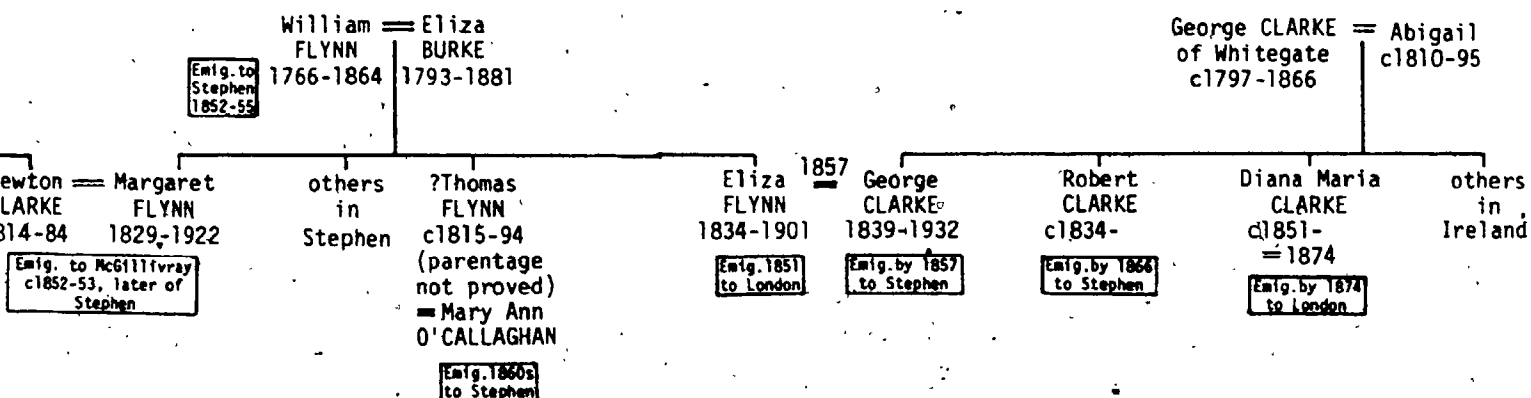 William = Eliza
FLYNN BURKE
1766-1864 1793-1881
Emig.to
Stephen
1852-55
George CLARKE = Abigail
of Whitegate c1810-95
c1797-1866
ewton = Margaret
LARKE FLYNN
814-84 1829-1922
Emig. to McGillivray
c1852-53, later of
Stephen
others
in
Stephen
?Thomas
FLYNN
c1815-94
(parentage
not proved)
= Mary Ann
O'CALLAGHAN
Emig.1860s
to Stephen
Eliza 1857 George
FLYNN = CLARKE
1834-1901 1839-1932
Emig.1851
to London
Emig.by 1857
to Stephen
Robert
CLARKE
c1834-
Emig.by 1866
to Stephen
Diana Maria
CLARKE
c1851-
= 1874
Emig.by 1874
to London
others
in
Ireland